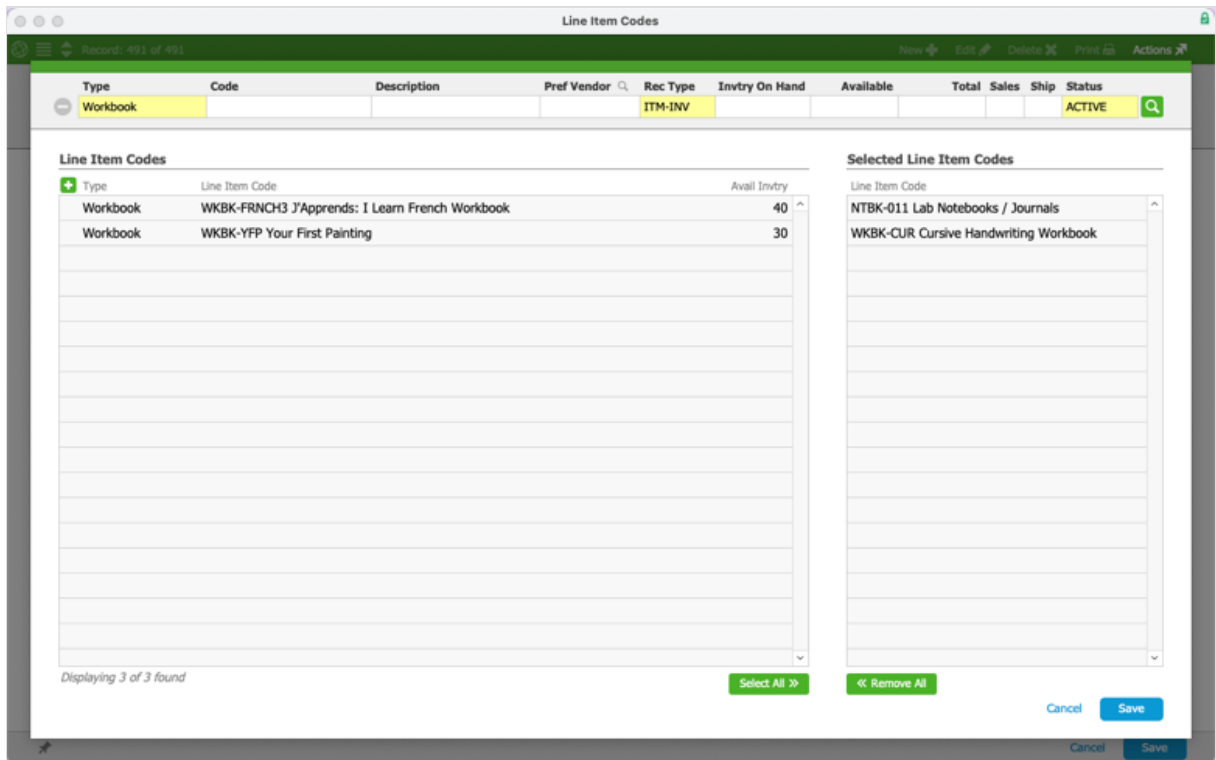 Line Item Codes
Record: 491 of 491 New Edit Delete Print Actions
Type Code Description Pref Vendor Rec Type Invtry On Hand Available Total Sales Ship Status
Workbook ITM-INV ACTIVE
Line Item Codes Selected Line Item Codes
Type Line Item Code Avail Invtry Line Item Code
Workbook WKBK-FRNCH3 J'Apprends: I Learn French Workbook 40 NTBK-011 Lab Notebooks / Journals
Workbook WKBK-YFP Your First Painting 30 WKBK-CUR Cursive Handwriting Workbook
Displaying 3 of 3 found
Select All » « Remove All
Cancel Save
Cancel Save